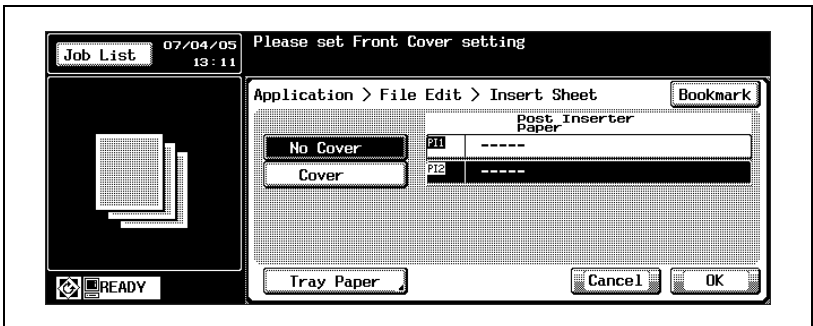 Job List
07/04/05
13:11
Please set Front Cover setting
Application > File Edit > Insert Sheet
Bookmark
Post Inserter
Paper
No Cover
PI1 -----
Cover
PI2 -----
Tray Paper
Cancel
OK
READY